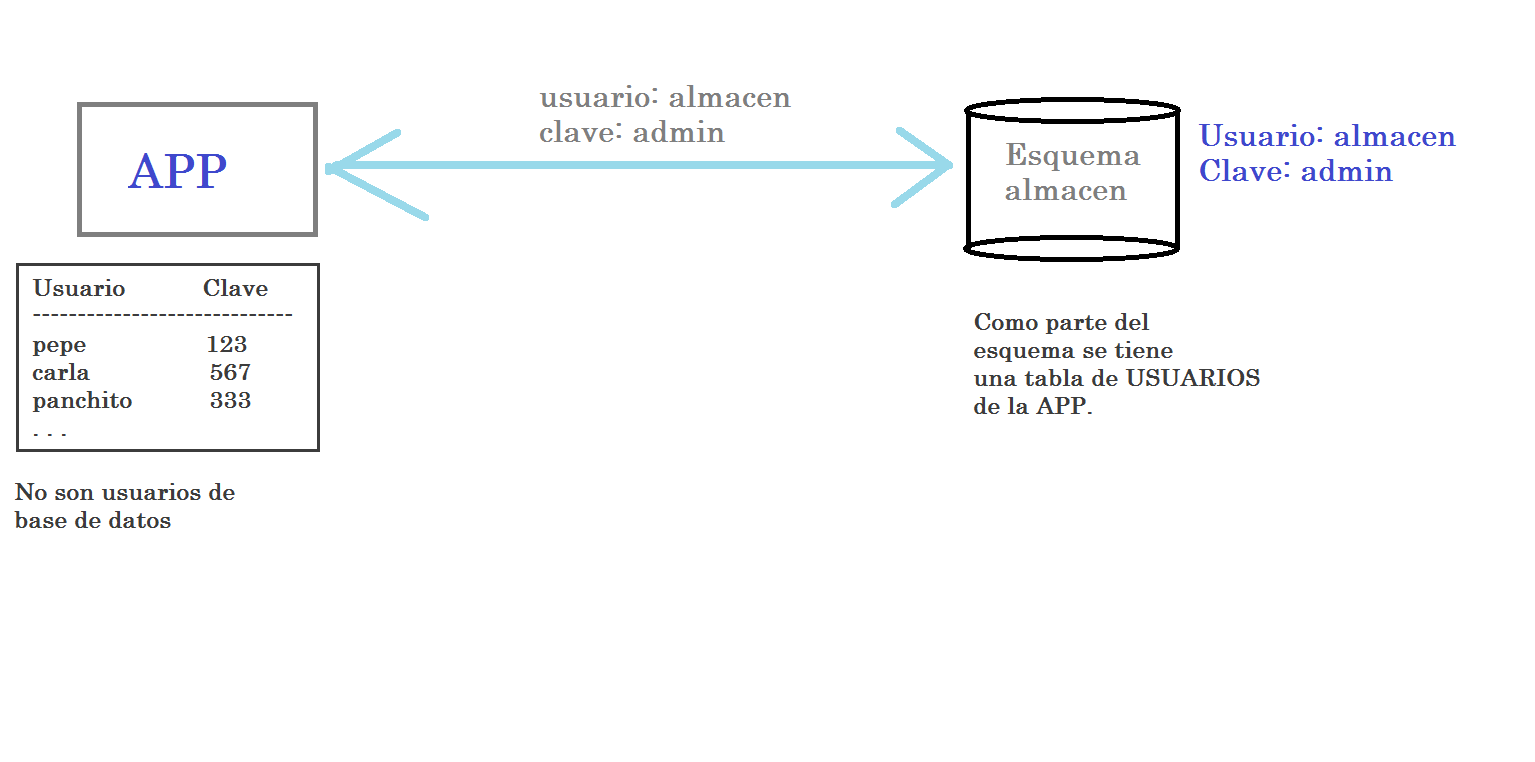 usuario: almacen
clave: admin
APP
Esquema
almacen
Usuario: almacen
Clave: admin
Usuario Clave
-----------------------------
pepe 123
carla 567
panchito 333
. . .
No son usuarios de
base de datos
Como parte del
esquema se tiene
una tabla de USUARIOS
de la APP.